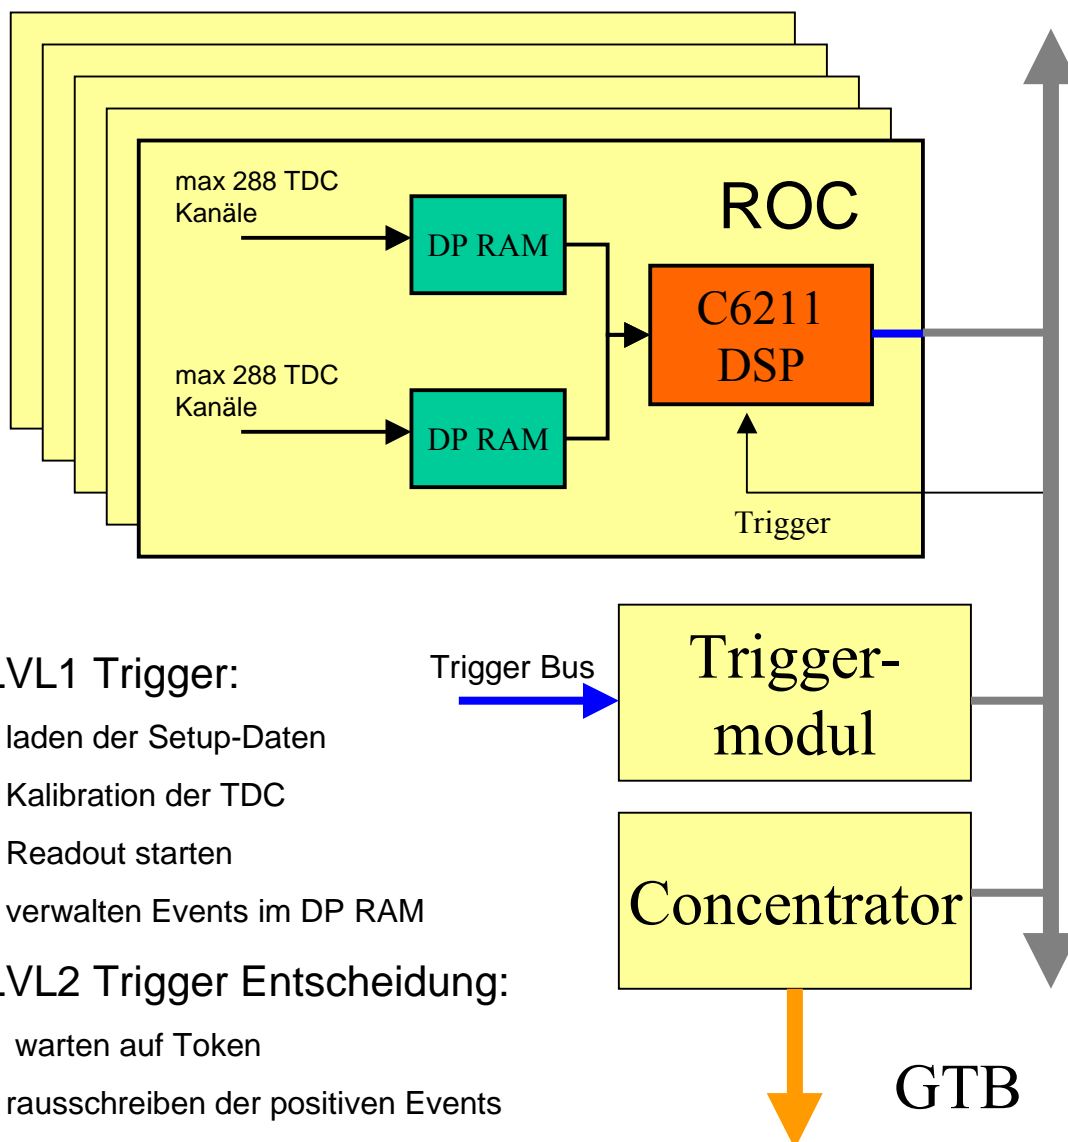 max 288 TDC
Kanäle
ROC
DP RAM
C6211
DSP
max 288 TDC
Kanäle
DP RAM
Trigger
LVL1 Trigger:
Trigger Bus
Trigger-
modul
laden der Setup-Daten
Kalibration der TDC
Readout starten
verwalten Events im DP RAM
Concentrator
LVL2 Trigger Entscheidung:
warten auf Token
rausschreiben der positiven Events
GTB